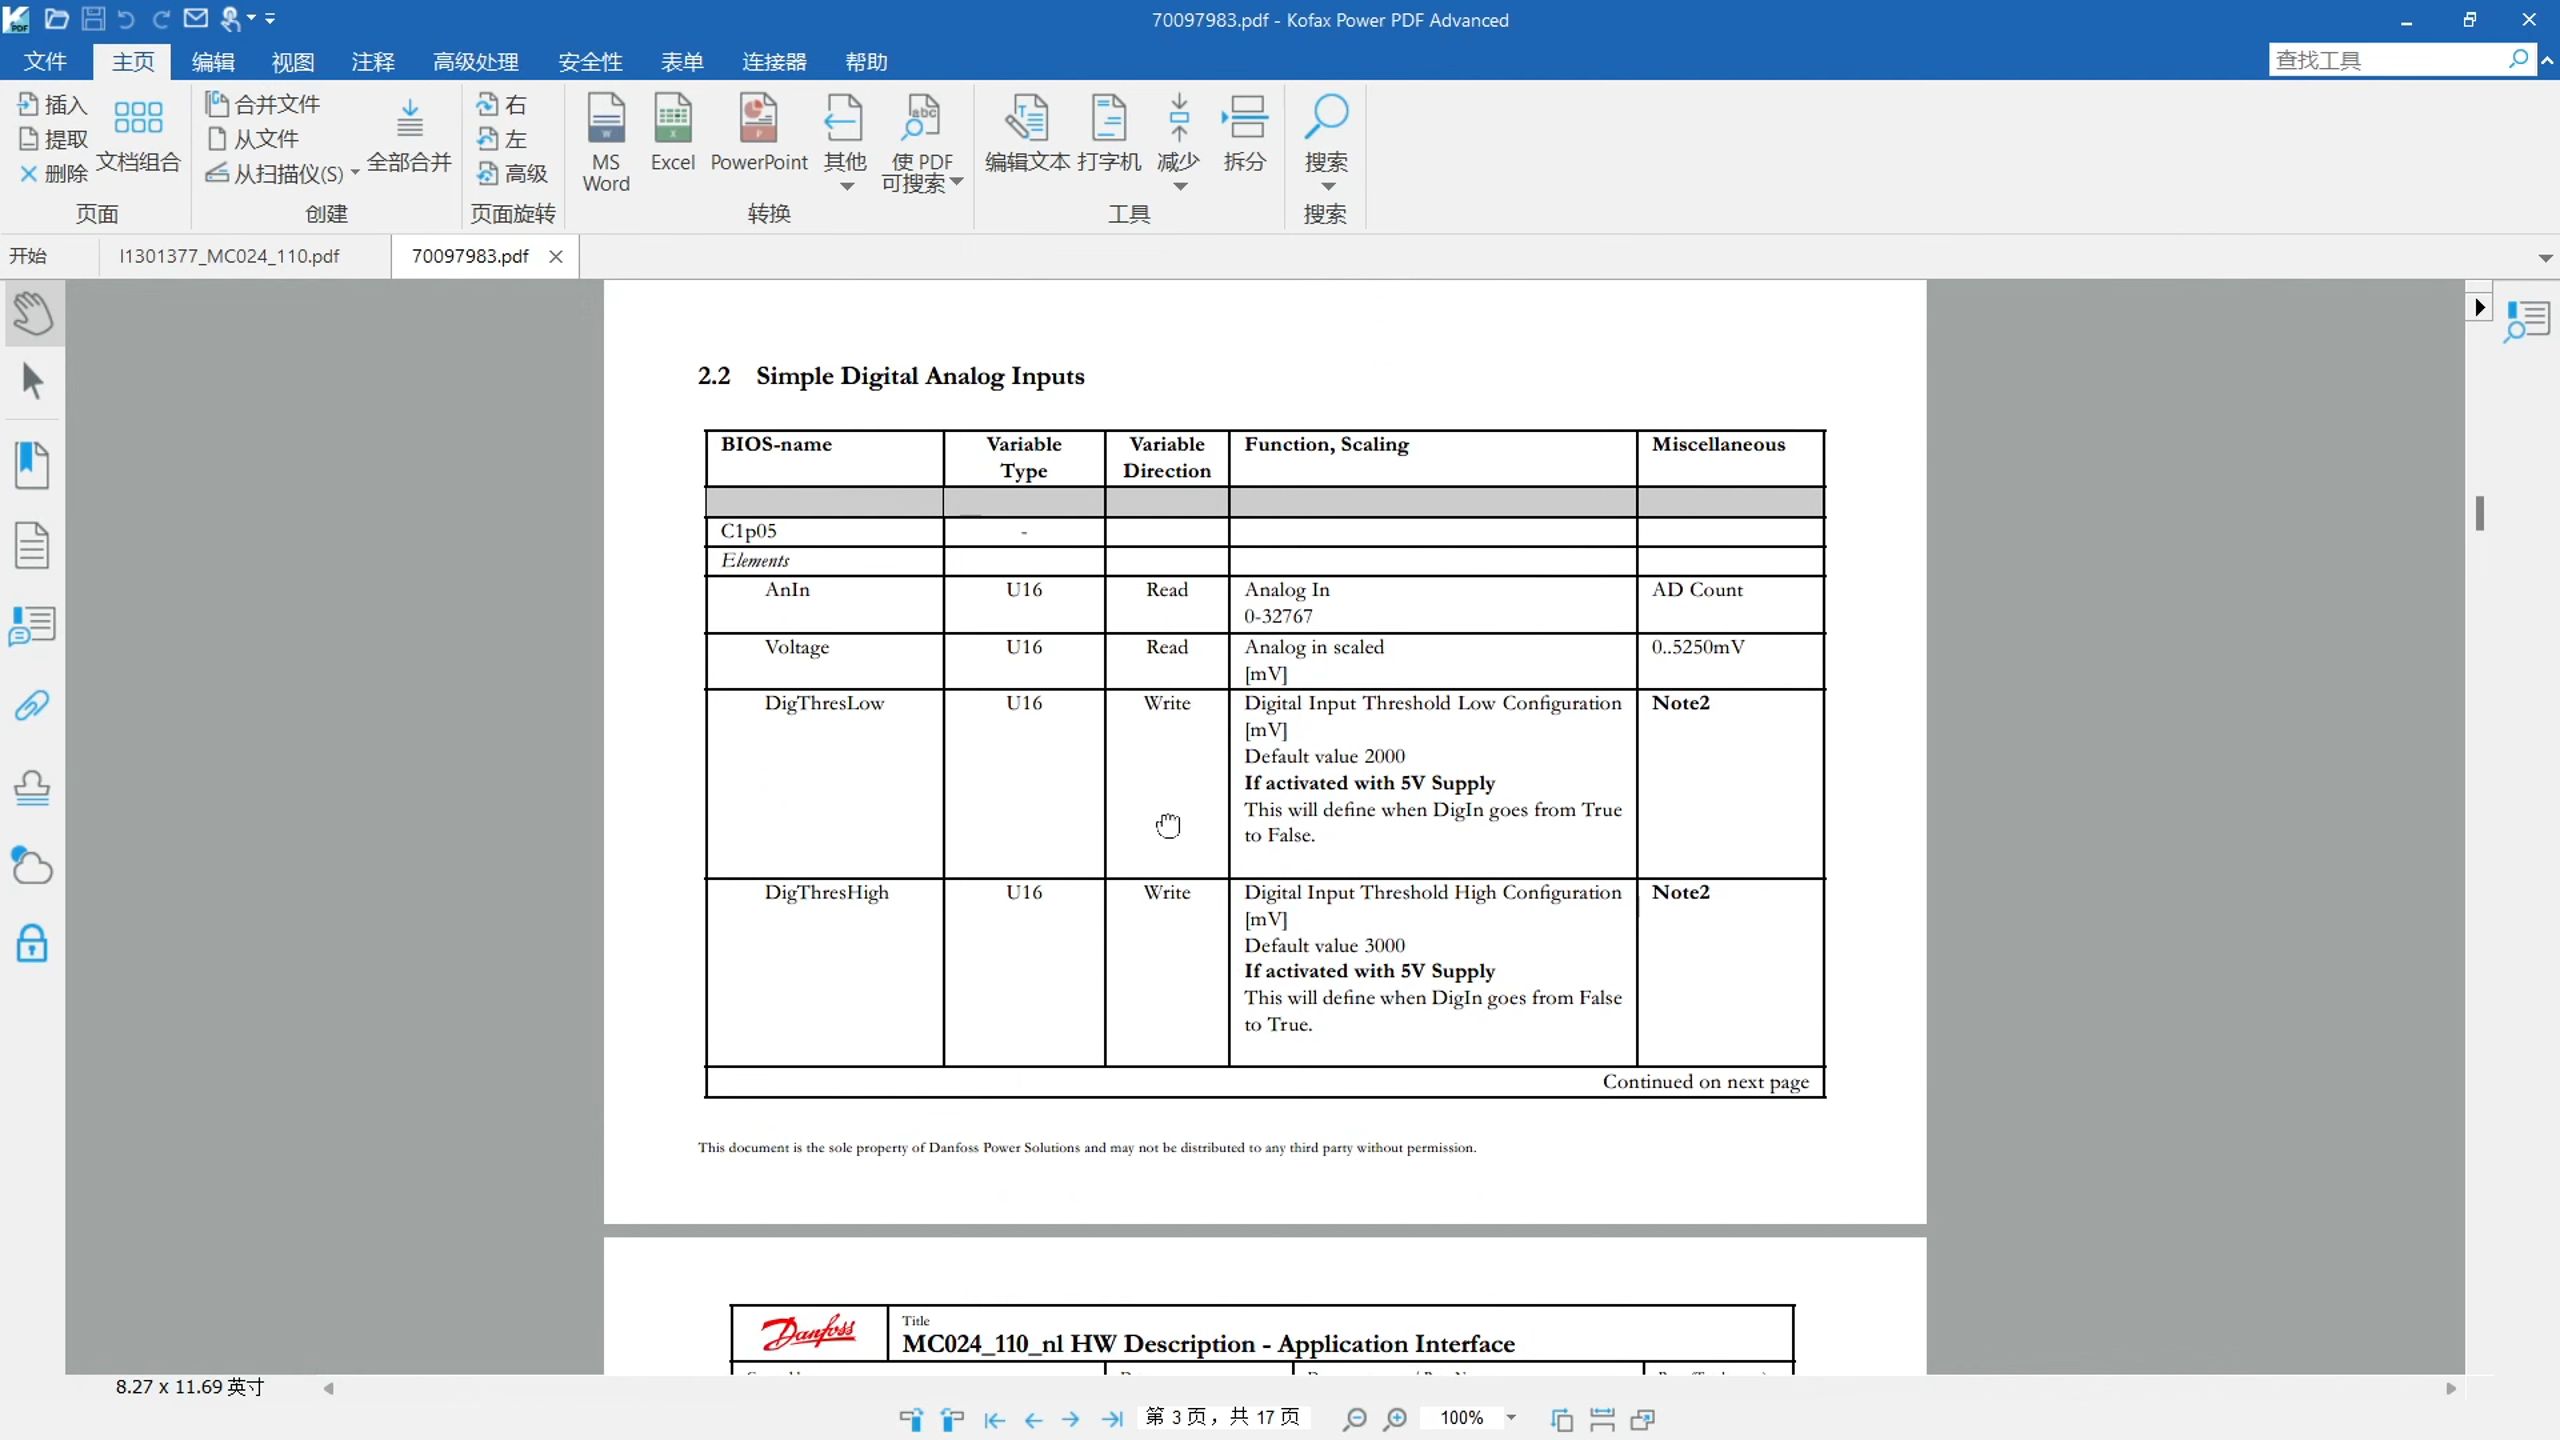 70097983.pdf - Kofax Power PDF Advanced
文件 主页 编辑 视图 注释 高级处理 安全性 表单 连接器 帮助 查找工具
插入
提取
删除
文档组合
页面
合并文件
从文件
从扫描仪(S)
全部合并
创建
右
左
高级
页面旋转
MS
Word
Excel
PowerPoint
其他
使 PDF
可搜索
转换
编辑文本
打字机
减少
拆分
工具
搜索
搜索
开始 I1301377_MC024_110.pdf 70097983.pdf
2.2 Simple Digital Analog Inputs
BIOS-name
Variable
Type
Variable
Direction
Function, Scaling
Miscellaneous
C1p05 -
Elements
AnIn U16 Read Analog In AD Count
0-32767
Voltage U16 Read Analog in scaled 0..5250mV
[mV]
DigThresLow U16 Write Digital Input Threshold Low Configuration Note2
[mV]
Default value 2000
If activated with 5V Supply
This will define when DigIn goes from True
to False.
DigThresHigh U16 Write Digital Input Threshold High Configuration Note2
[mV]
Default value 3000
If activated with 5V Supply
This will define when DigIn goes from False
to True.
Continued on next page
This document is the sole property of Danfoss Power Solutions and may not be distributed to any third party without permission.
Danfoss
Title
MC024_110_nl HW Description - Application Interface
8.27 x 11.69 英寸
第 3 页，共 17 页 100%